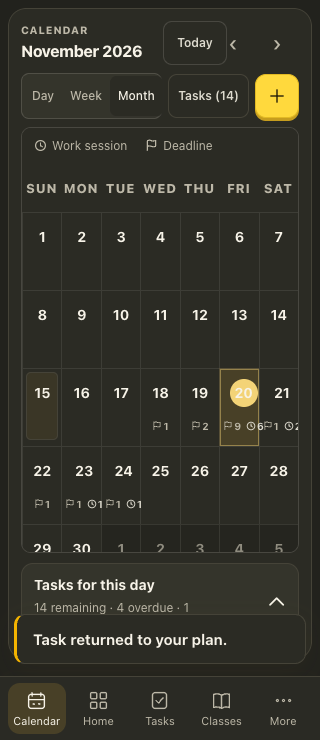 CALENDAR
November 2026
Today
Day Week Month
Tasks (14)
Work session Deadline
SUN MON TUE WED THU FRI SAT
1 2 3 4 5 6 7
8 9 10 11 12 13 14
15 16 17 18 19 20 21
1 2 9 6 1 2
22 23 24 25 26 27 28
1 1 1 1 1
29 30 1 2 3 4 5
Tasks for this day
14 remaining · 4 overdue · 1
Task returned to your plan.
Calendar Home Tasks Classes More